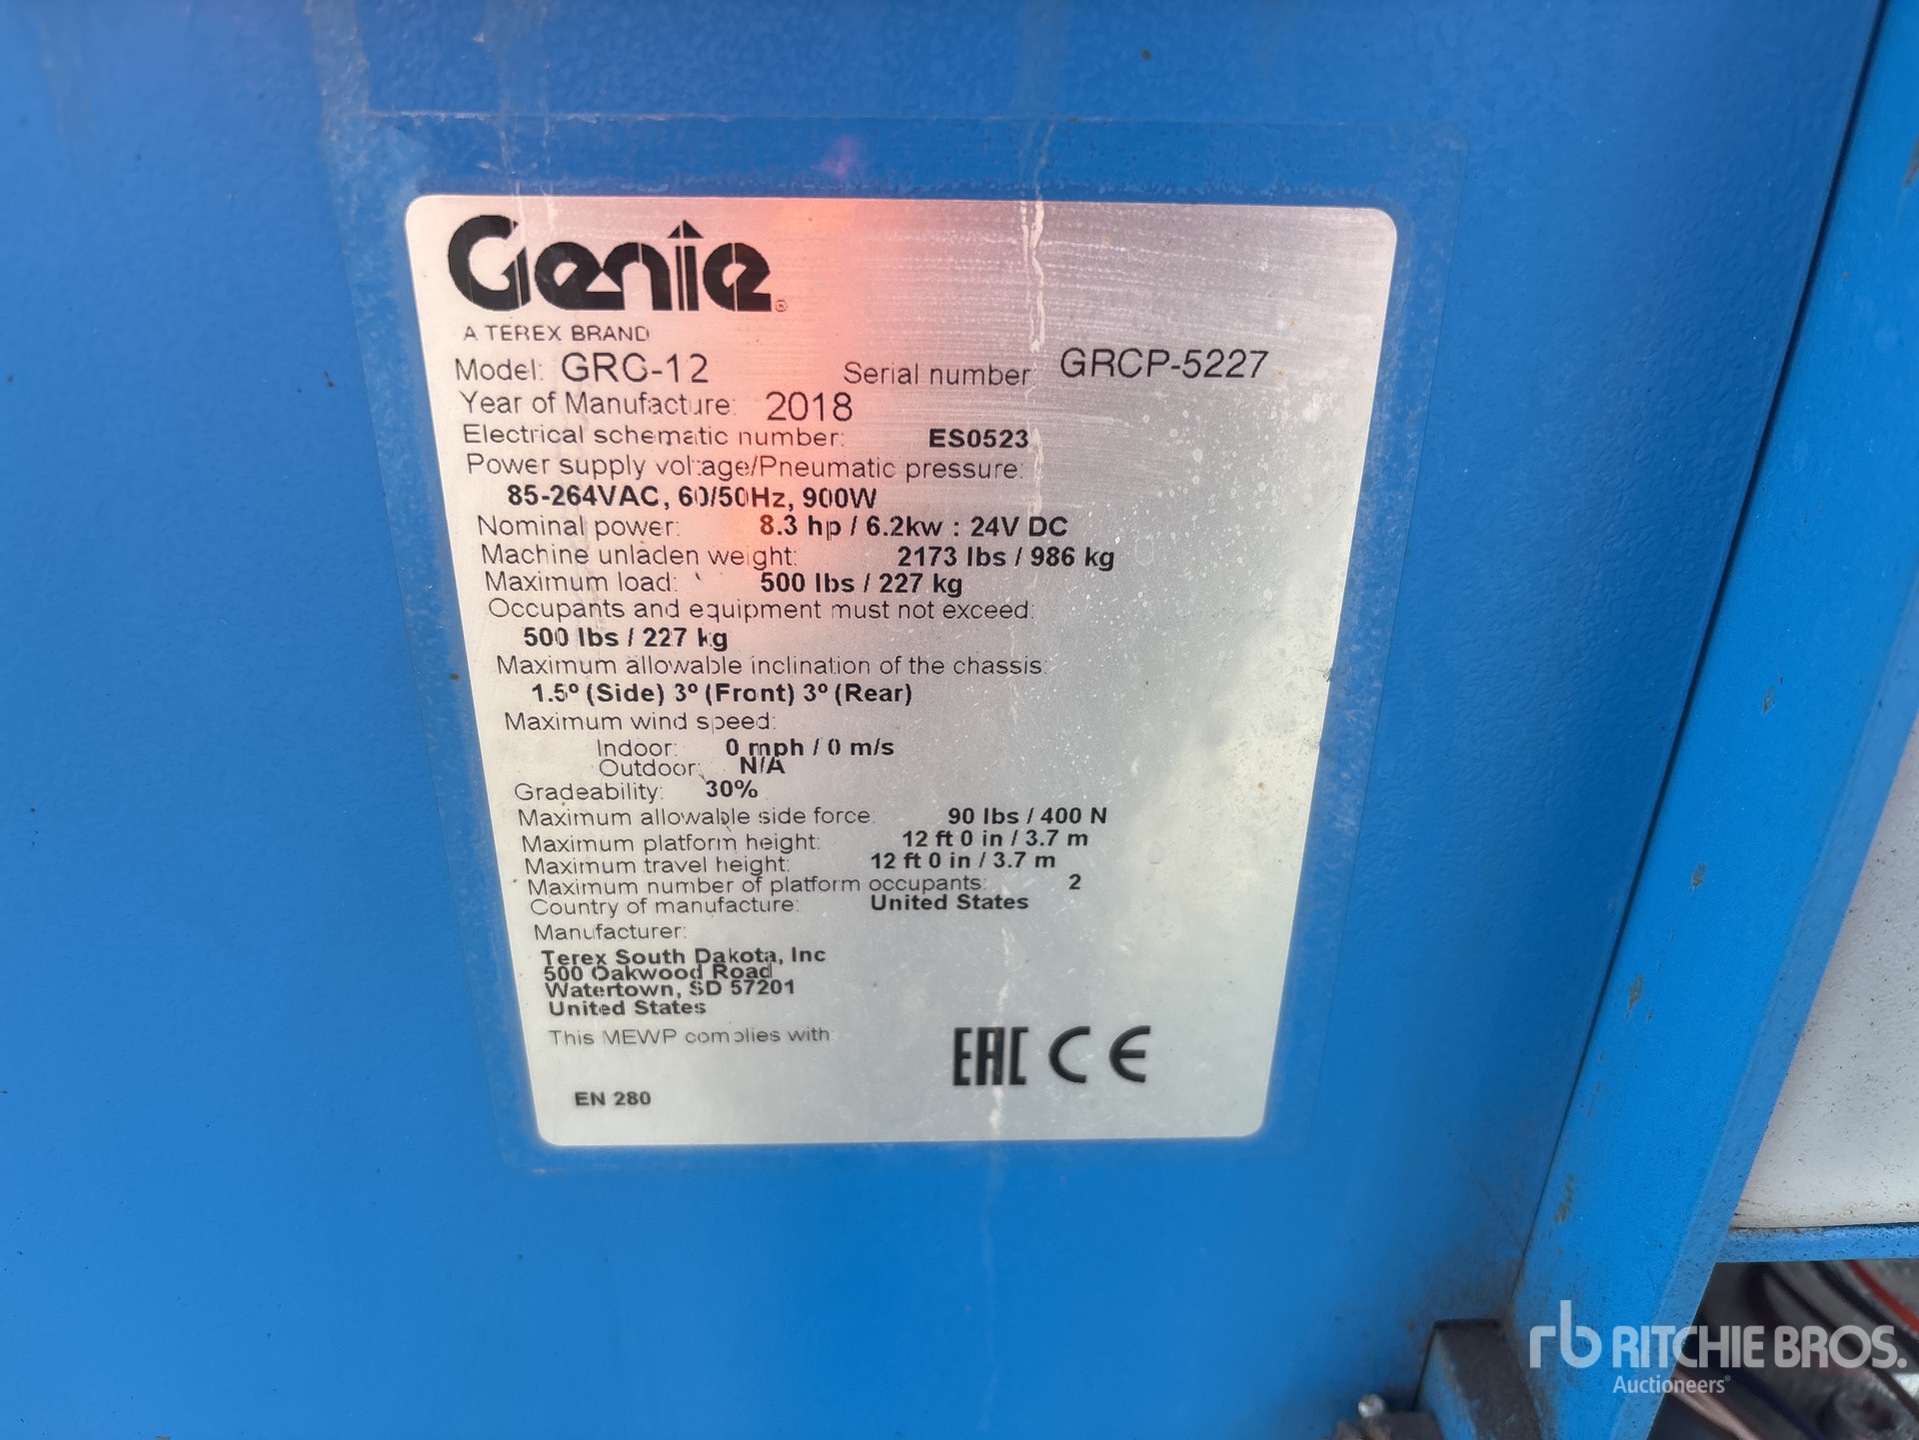 Genie®
A TEREX BRAND
Model: GRC-12 Serial number GRCP-5227
Year of Manufacture: 2018
Electrical schematic number: ES0523
Power supply voltage/Pneumatic pressure:
85-264VAC, 60/50Hz, 900W
Nominal power: 8.3 hp / 6.2kw : 24V DC
Machine unladen weight: 2173 lbs / 986 kg
Maximum load: 500 lbs / 227 kg
Occupants and equipment must not exceed:
500 lbs / 227 kg
Maximum allowable inclination of the chassis:
1.5º (Side) 3º (Front) 3º (Rear)
Maximum wind speed:
Indoor: 0 mph / 0 m/s
Outdoor: N/A
Gradeability: 30%
Maximum allowable side force: 90 lbs / 400 N
Maximum platform height: 12 ft 0 in / 3.7 m
Maximum travel height: 12 ft 0 in / 3.7 m
Maximum number of platform occupants: 2
Country of manufacture: United States
Manufacturer:
Terex South Dakota, Inc
500 Oakwood Road
Watertown, SD 57201
United States
This MEWP complies with:
EAC CE
EN 280
rb RITCHIE BROS.
Auctioneers®